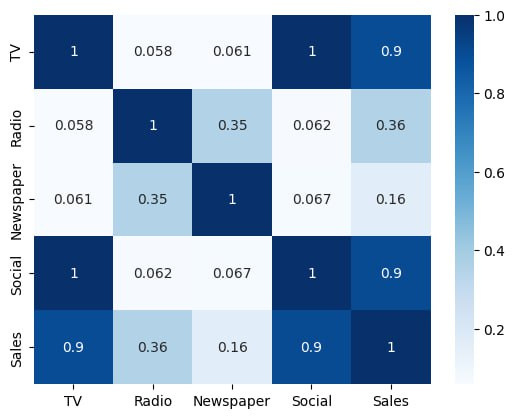 TV 1 0.058 0.061 1 0.9
Radio 0.058 1 0.35 0.062 0.36
Newspaper 0.061 0.35 1 0.067 0.16
Social 1 0.062 0.067 1 0.9
Sales 0.9 0.36 0.16 0.9 1
TV Radio Newspaper Social Sales
1.0
0.8
0.6
0.4
0.2